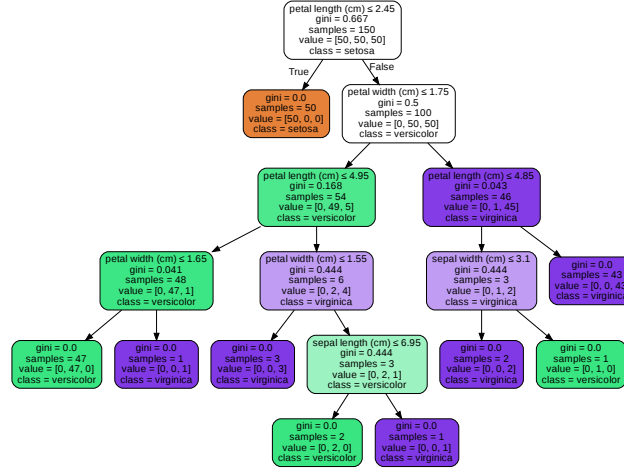 petal length (cm) ≤ 2.45
gini = 0.667
samples = 150
value = [50, 50, 50]
class = setosa
True
False
gini = 0.0
samples = 50
value = [50, 0, 0]
class = setosa
petal width (cm) ≤ 1.75
gini = 0.5
samples = 100
value = [0, 50, 50]
class = versicolor
petal length (cm) ≤ 4.95
gini = 0.168
samples = 54
value = [0, 49, 5]
class = versicolor
petal length (cm) ≤ 4.85
gini = 0.043
samples = 46
value = [0, 1, 45]
class = virginica
petal width (cm) ≤ 1.65
gini = 0.041
samples = 48
value = [0, 47, 1]
class = versicolor
petal width (cm) ≤ 1.55
gini = 0.444
samples = 6
value = [0, 2, 4]
class = virginica
sepal width (cm) ≤ 3.1
gini = 0.444
samples = 3
value = [0, 1, 2]
class = virginica
gini = 0.0
samples = 43
value = [0, 0, 43]
class = virginica
gini = 0.0
samples = 47
value = [0, 47, 0]
class = versicolor
gini = 0.0
samples = 1
value = [0, 0, 1]
class = virginica
gini = 0.0
samples = 3
value = [0, 0, 3]
class = virginica
sepal length (cm) ≤ 6.95
gini = 0.444
samples = 3
value = [0, 2, 1]
class = versicolor
gini = 0.0
samples = 2
value = [0, 0, 2]
class = virginica
gini = 0.0
samples = 1
value = [0, 1, 0]
class = versicolor
gini = 0.0
samples = 2
value = [0, 2, 0]
class = versicolor
gini = 0.0
samples = 1
value = [0, 0, 1]
class = virginica